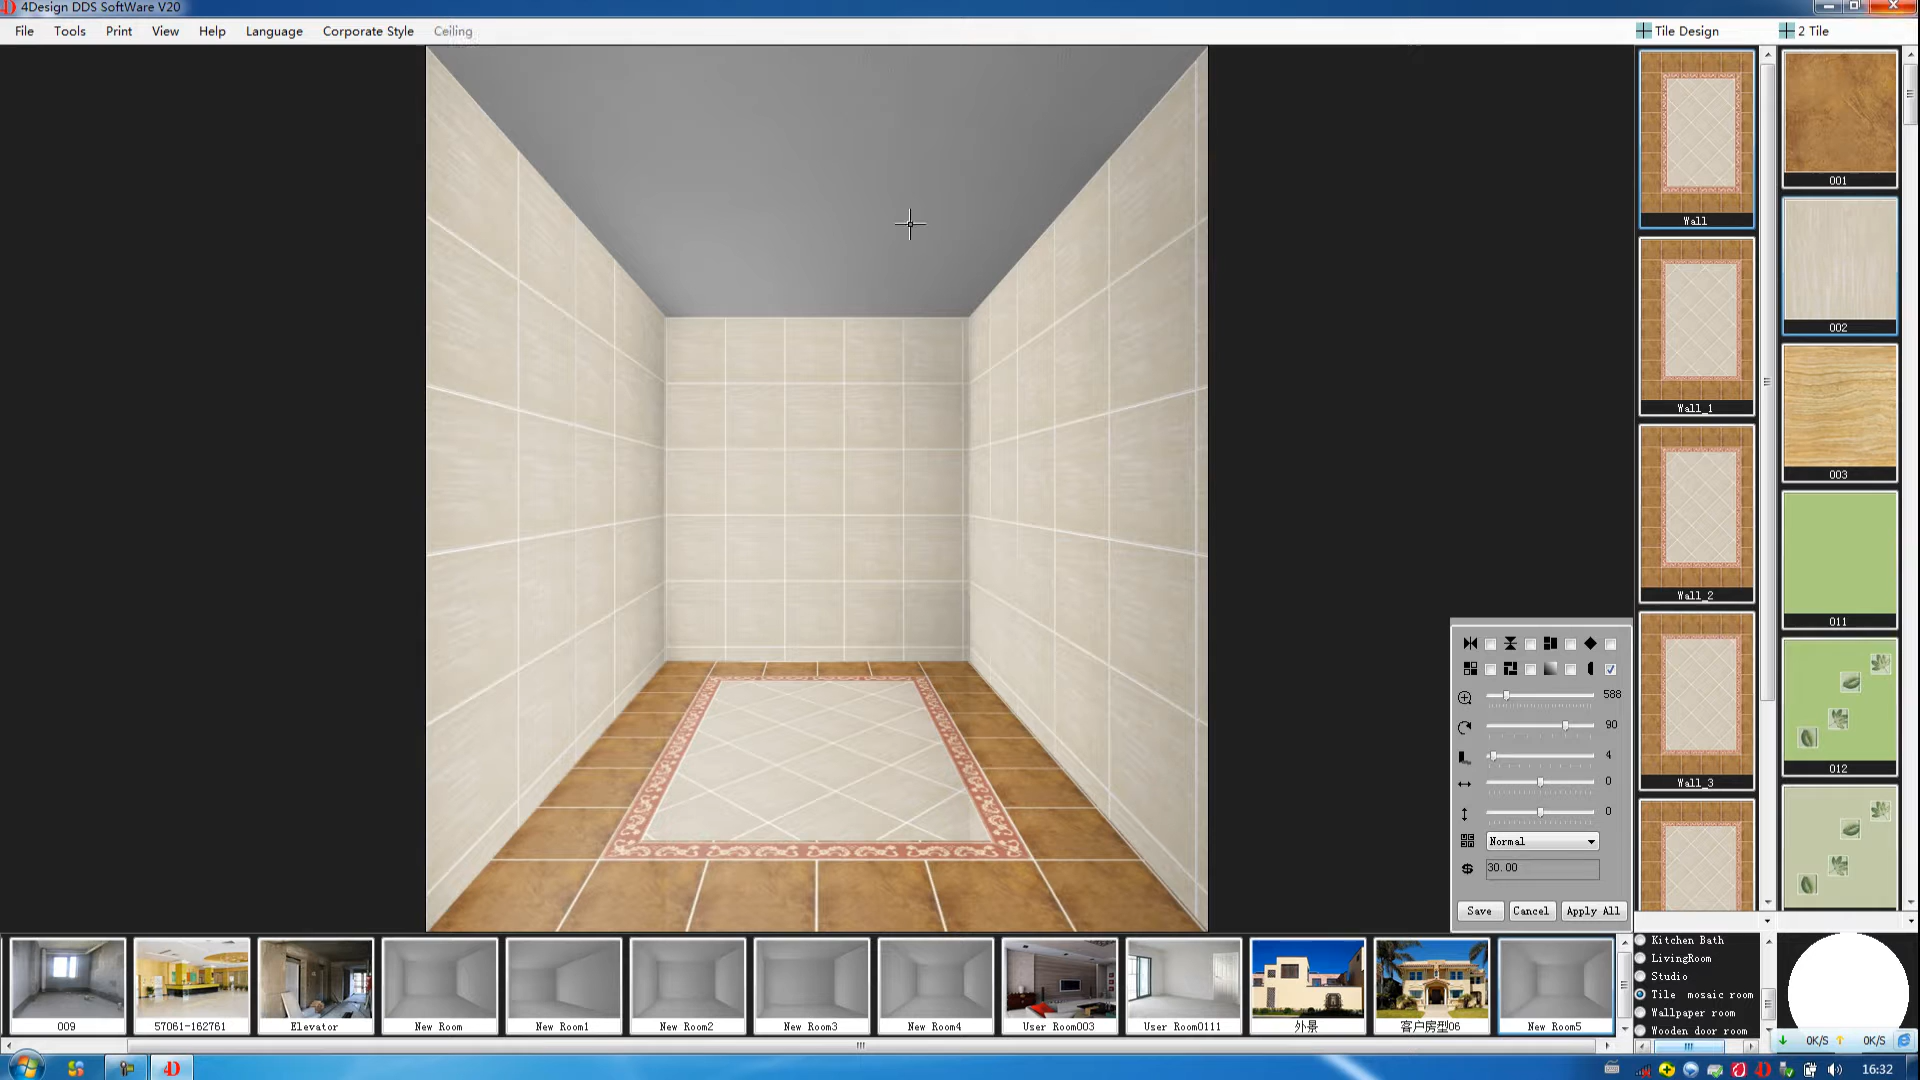 4Design DDS SoftWare V20
File Tools Print View Help Language Corporate Style Ceiling
Tile Design
2 Tile
Wall
Wall_1
Wall_2
Wall_3
001
002
003
011
012
588
90
4
0
0
Normal
30.00
Save Cancel Apply All
009
57061-162761
Elevator
New Room
New Room1
New Room2
New Room3
New Room4
User Room003
User Room0111
外景
客户房型06
New Room5
Kitchen Bath
LivingRoom
Studio
Tile mosaic room
Wallpaper room
Wooden door room
0K/S 0K/S
16:32